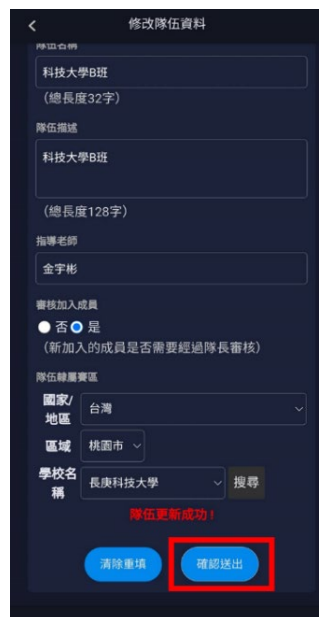 修改隊伍資料
隊伍名稱
科技大學B班
(總長度32字)
隊伍描述
科技大學B班
(總長度128字)
指導老師
金宇彬
審核加入成員
否 是
(新加入的成員是否需要經過隊長審核)
隊伍隸屬賽區
國家/地區 台灣
區域 桃園市
學校名稱 長庚科技大學 搜尋
隊伍更新成功!
清除重填 確認送出